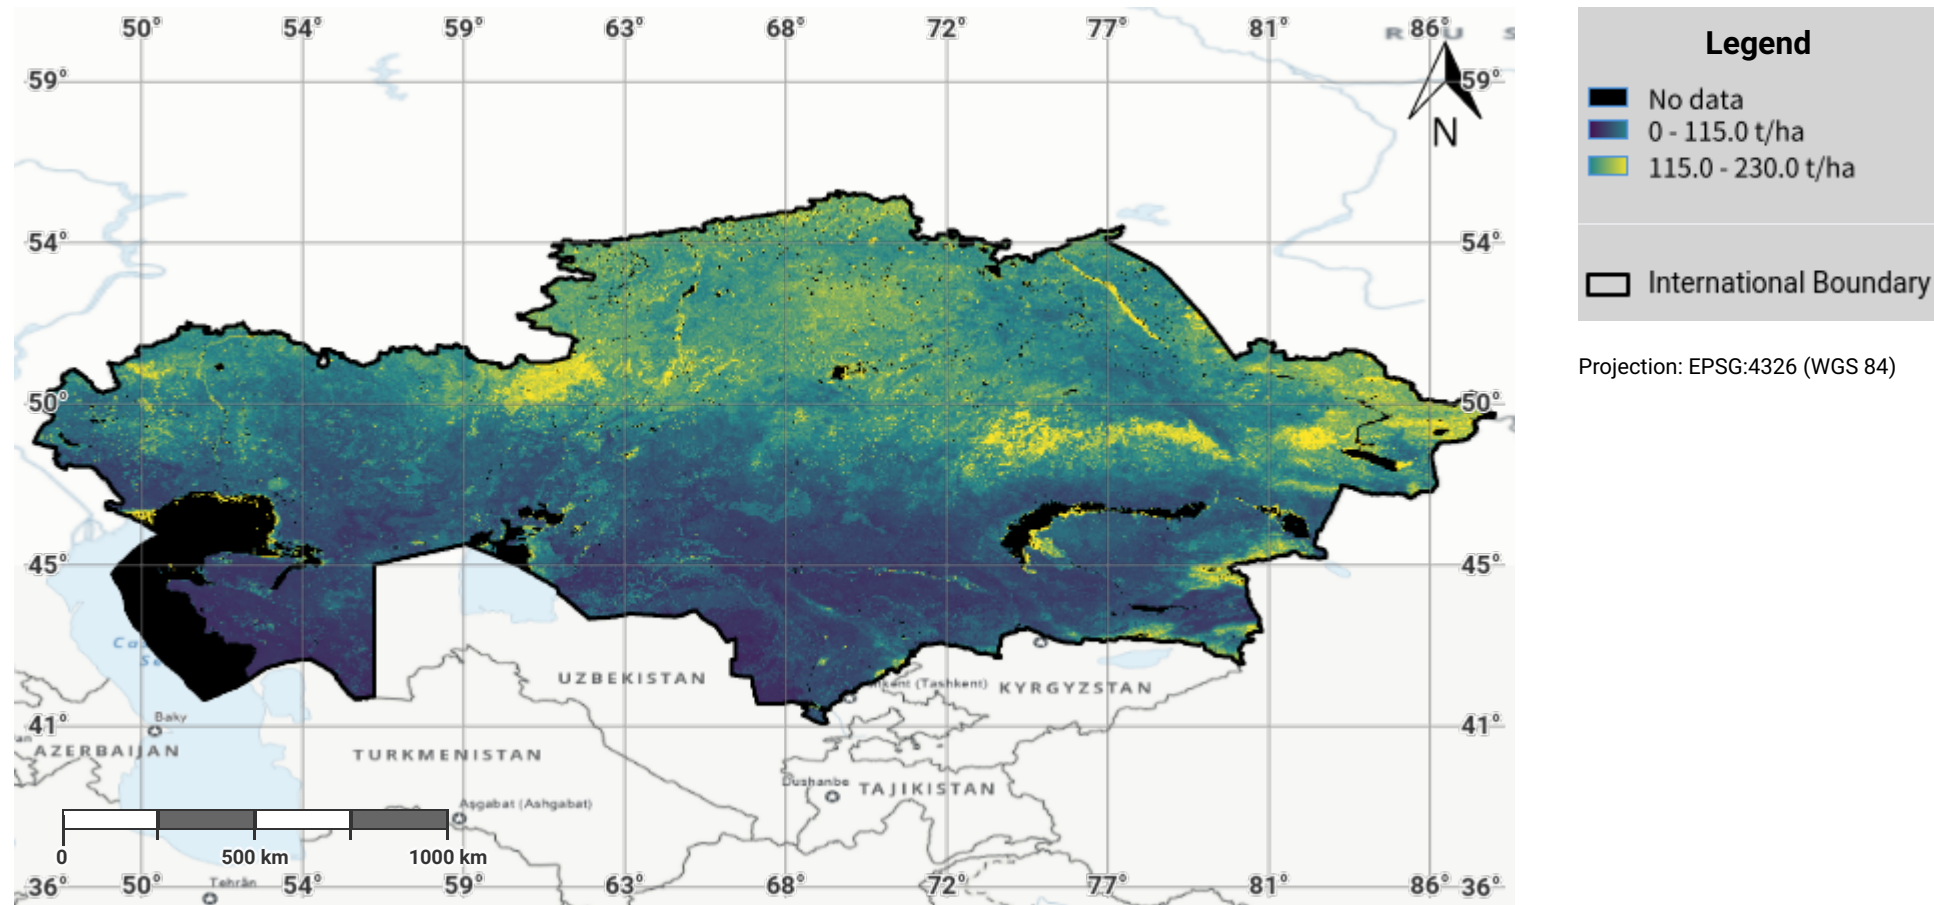 50° 54° 59° 63° 68° 72° 77° 81° 86°
R U S
59° 59°
N
54° 54°
50° 50°
45° 45°
UZBEKISTAN
(Tashkent)
KYRGYZSTAN
41° 41°
Baky
AZERBAIJAN
TURKMENISTAN
Dushanbe
TAJIKISTAN
Aşgabat (Ashgabat)
0 500 km 1000 km
Tehrān
36° 50° 54° 59° 63° 68° 72° 77° 81° 86° 36°
Legend
No data
0 - 115.0 t/ha
115.0 - 230.0 t/ha
International Boundary
Projection: EPSG:4326 (WGS 84)